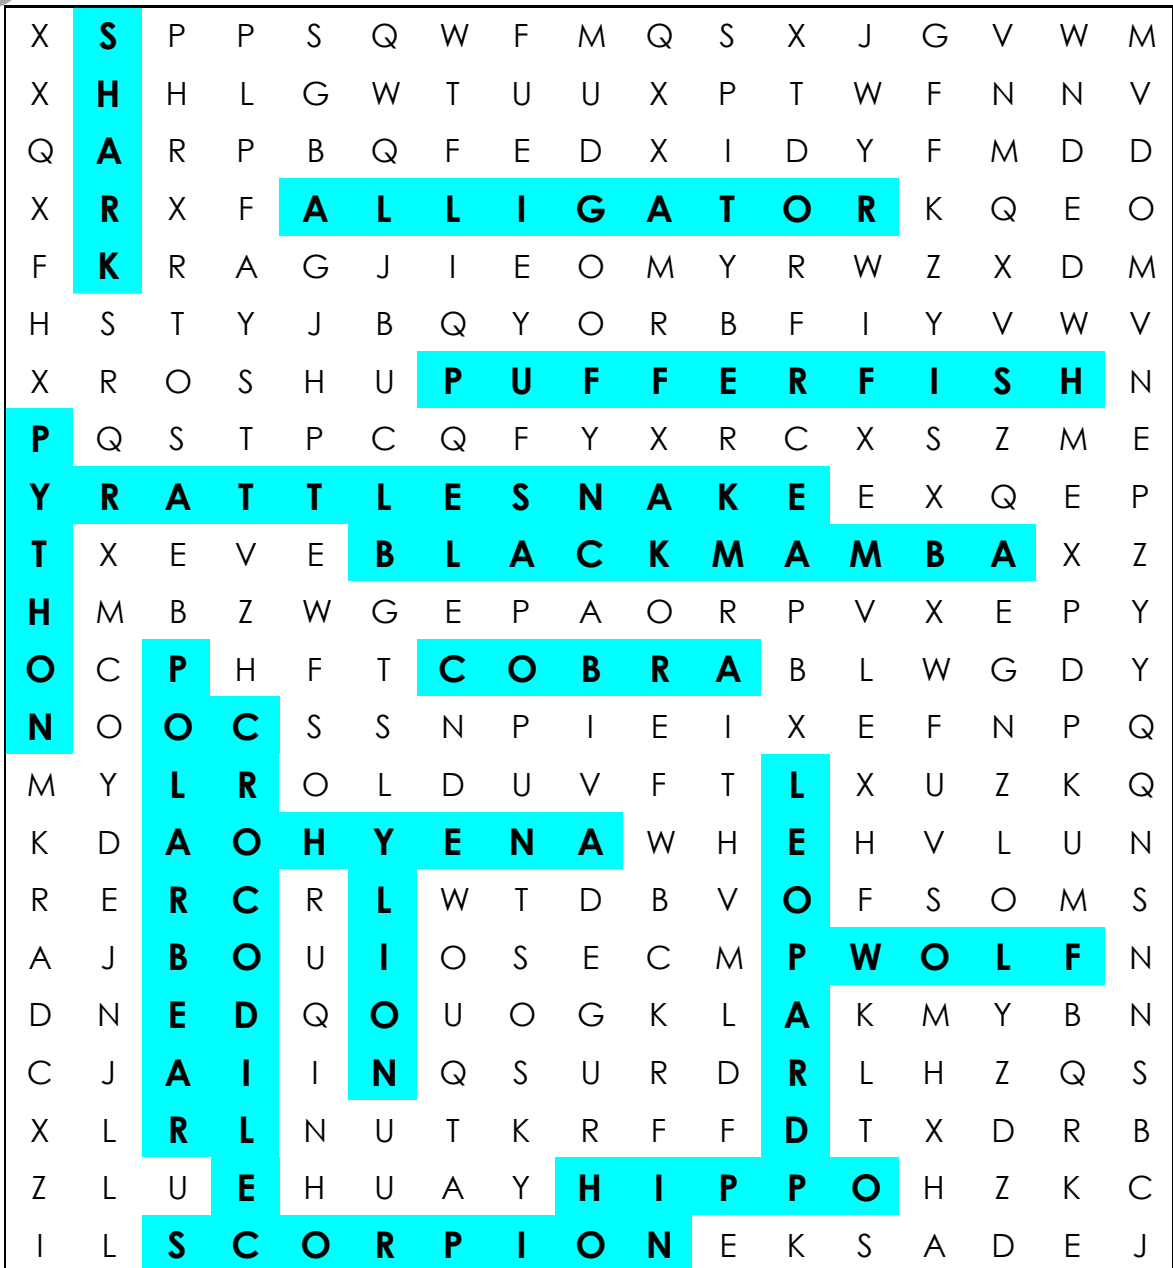 X S P P S Q W F M Q S X J G V W M
X H H L G W T U U X P T W F N N V
Q A R P B Q F E D X I D Y F M D D
X R X F A L L I G A T O R K Q E O
F K R A G J I E O M Y R W Z X D M
H S T Y J B Q Y O R B F I Y V W V
X R O S H U P U F F E R F I S H N
P Q S T P C Q F Y X R C X S Z M E
Y R A T T L E S N A K E E X Q E P
T X E V E B L A C K M A M B A X Z
H M B Z W G E P A O R P V X E P Y
O C P H F T C O B R A B L W G D Y
N O O C S S N P I E I X E F N P Q
M Y L R O L D U V F T L X U Z K Q
K D A O H Y E N A W H E H V L U N
R E R C R L W T D B V O F S O M S
A J B O U I O S E C M P W O L F N
D N E D Q O U O G K L A K M Y B N
C J A I I N Q S U R D R L H Z Q S
X L R L N U T K R F F D T X D R B
Z L U E H U A Y H I P P O H Z K C
I L S C O R P I O N E K S A D E J